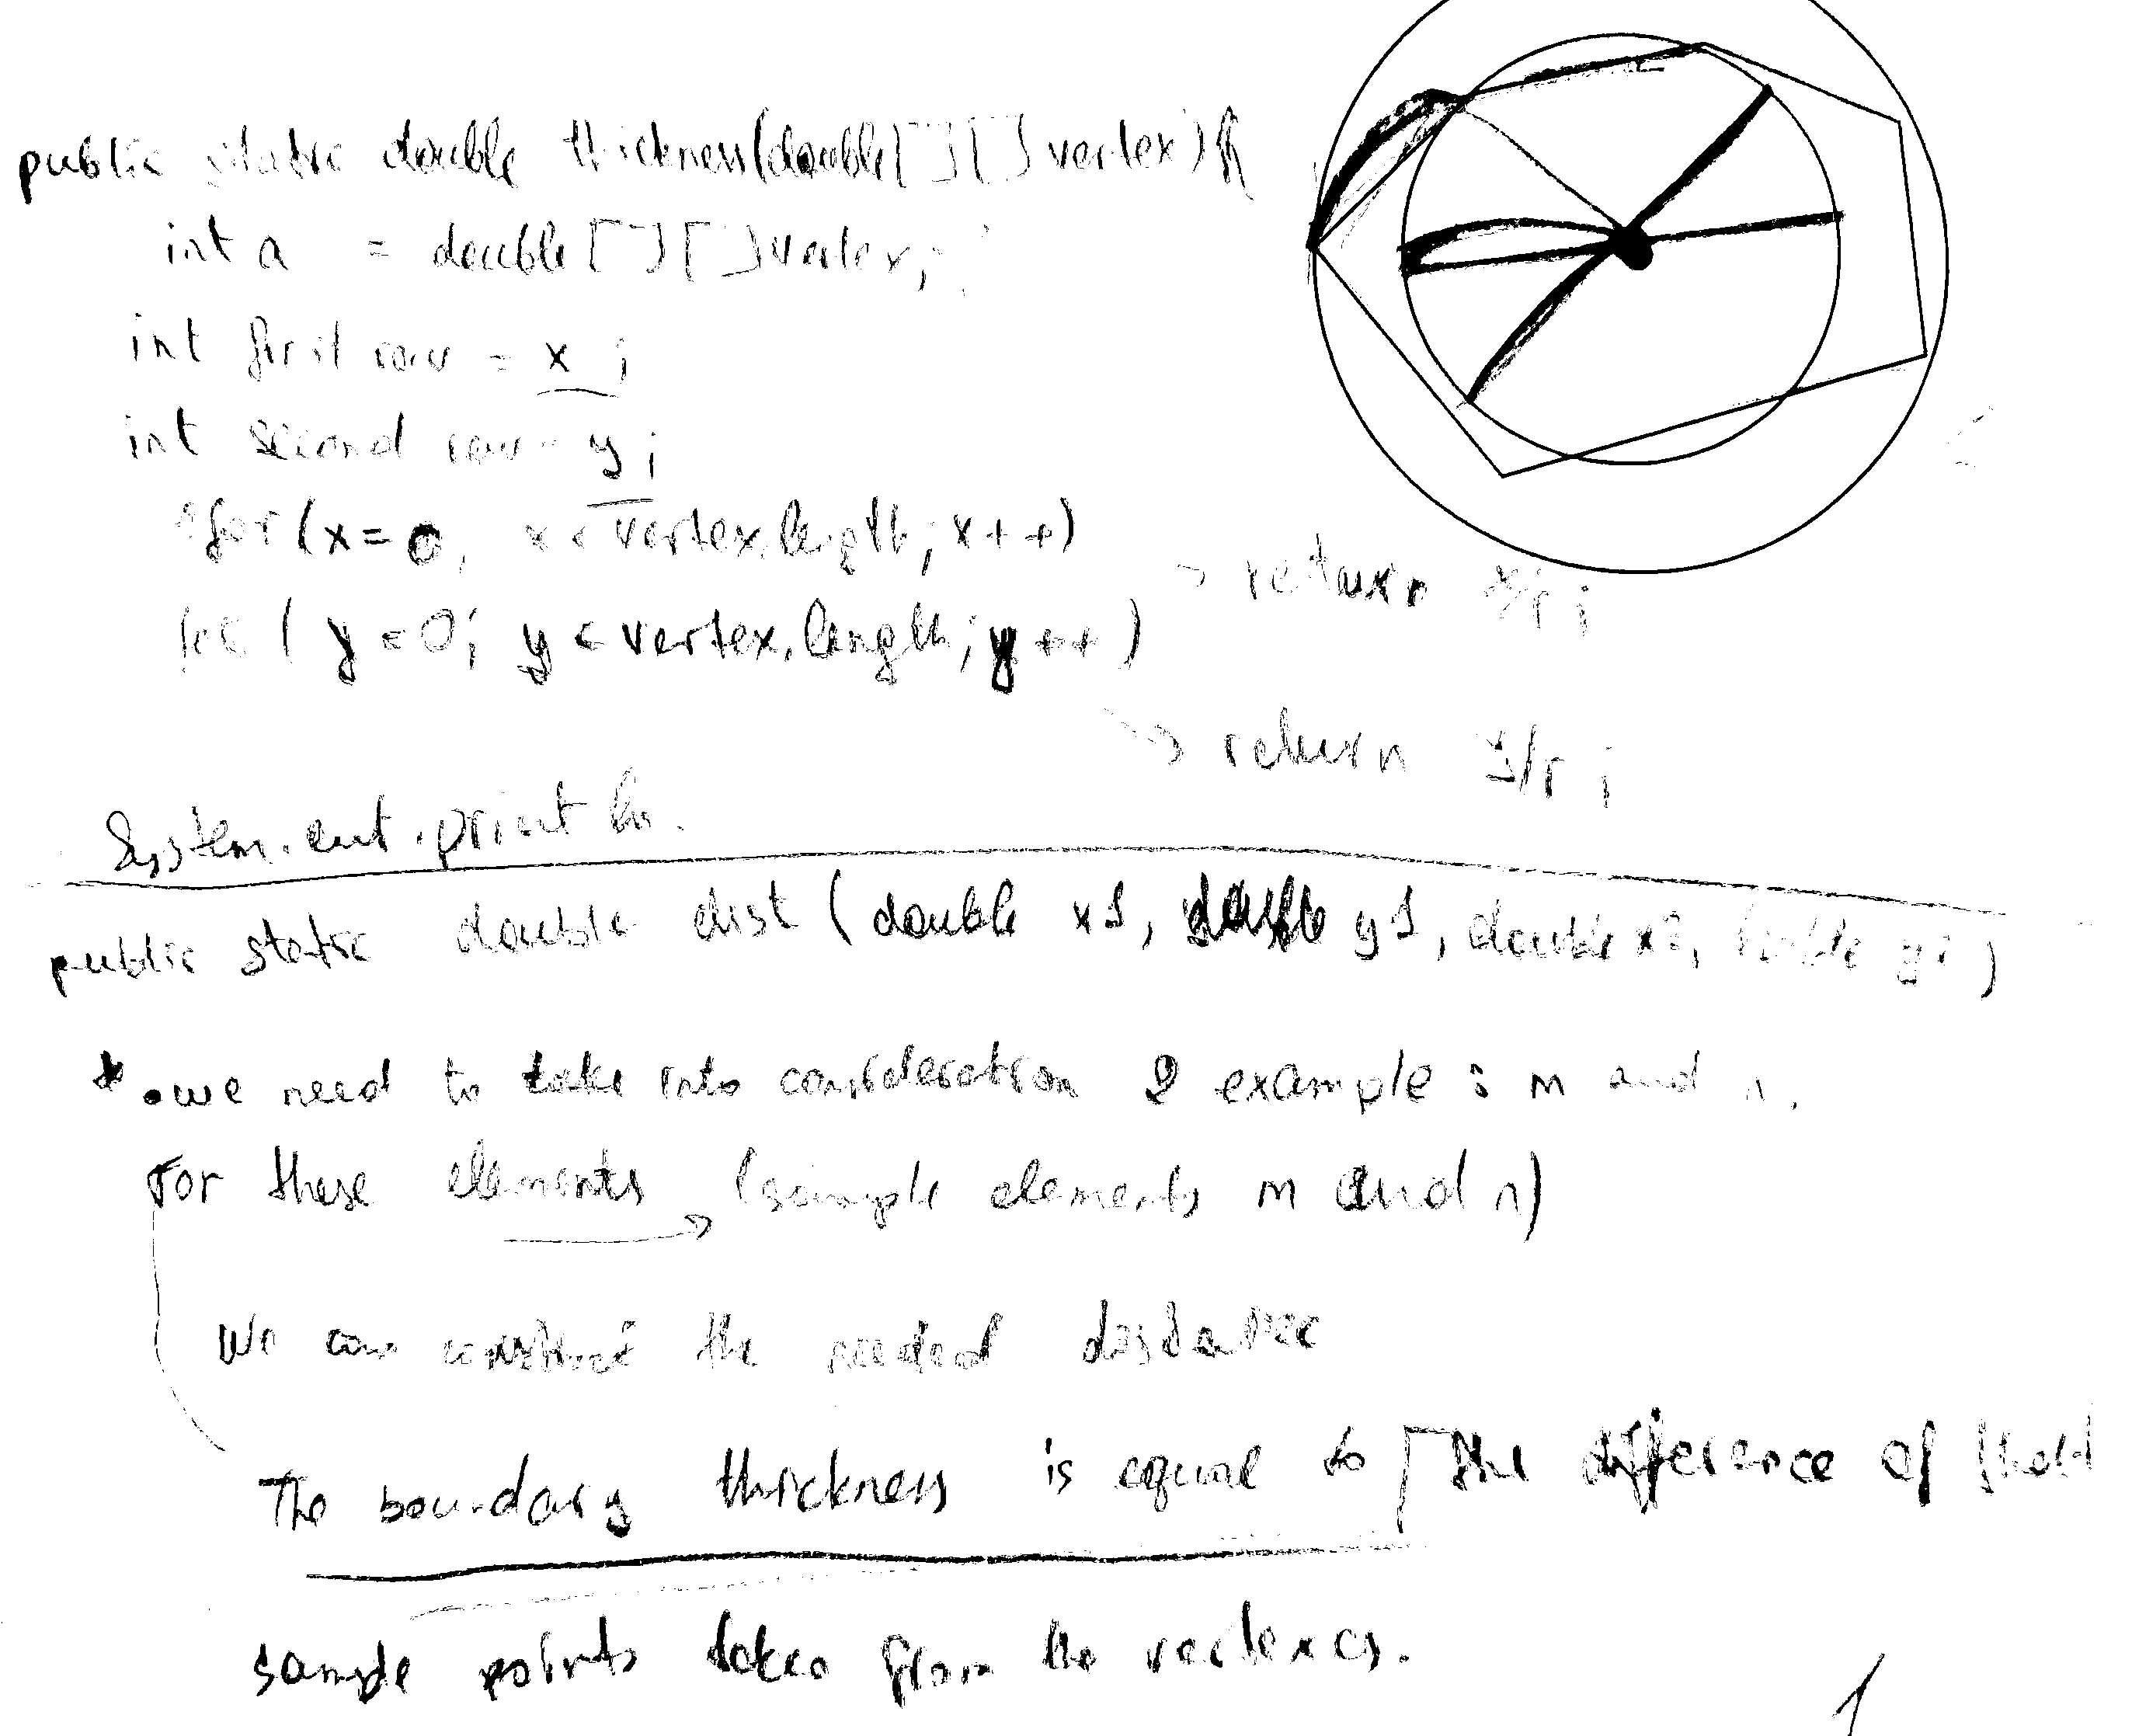 public static double thickness(double[][] vertex){
int a = double[][] vertex;
int first row = x ;
int second row = y ;
for (x=0; x < vertex.length; x++)
return x/r ;
for ( y=0; y < vertex.length; y++)
return y/r ;
System.out.println.
public static double dist ( double x1, double y1, double x2, double y2 )
* • we need to take into consideration 2 example : m and n.
For these elements (sample elements m and n)
We can construct the needed distance
The boundary thickness is equal to the difference of that
sample points taken from the vertexes.
1